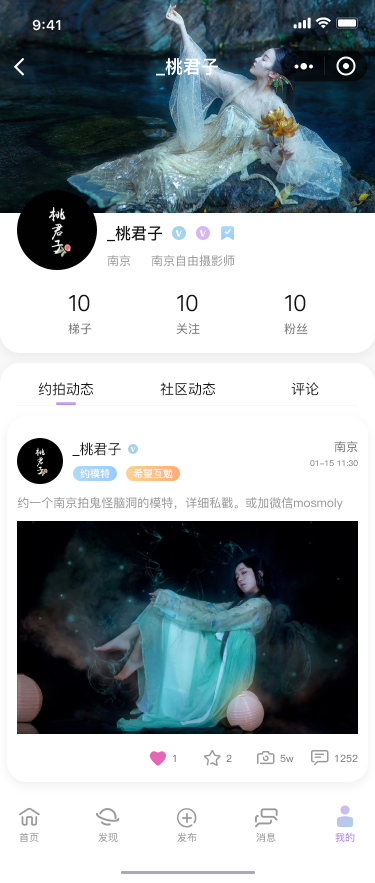 9:41
_桃君子
桃君子
_桃君子
南京 南京自由摄影师
10 10 10
梯子 关注 粉丝
约拍动态 社区动态 评论
桃君子
_桃君子
南京
约模特 希望互勉
01-15 11:30
约一个南京拍鬼怪脑洞的模特，详细私戳。或加微信mosmoly
1 2 5w 1252
首页 发现 发布 消息 我的